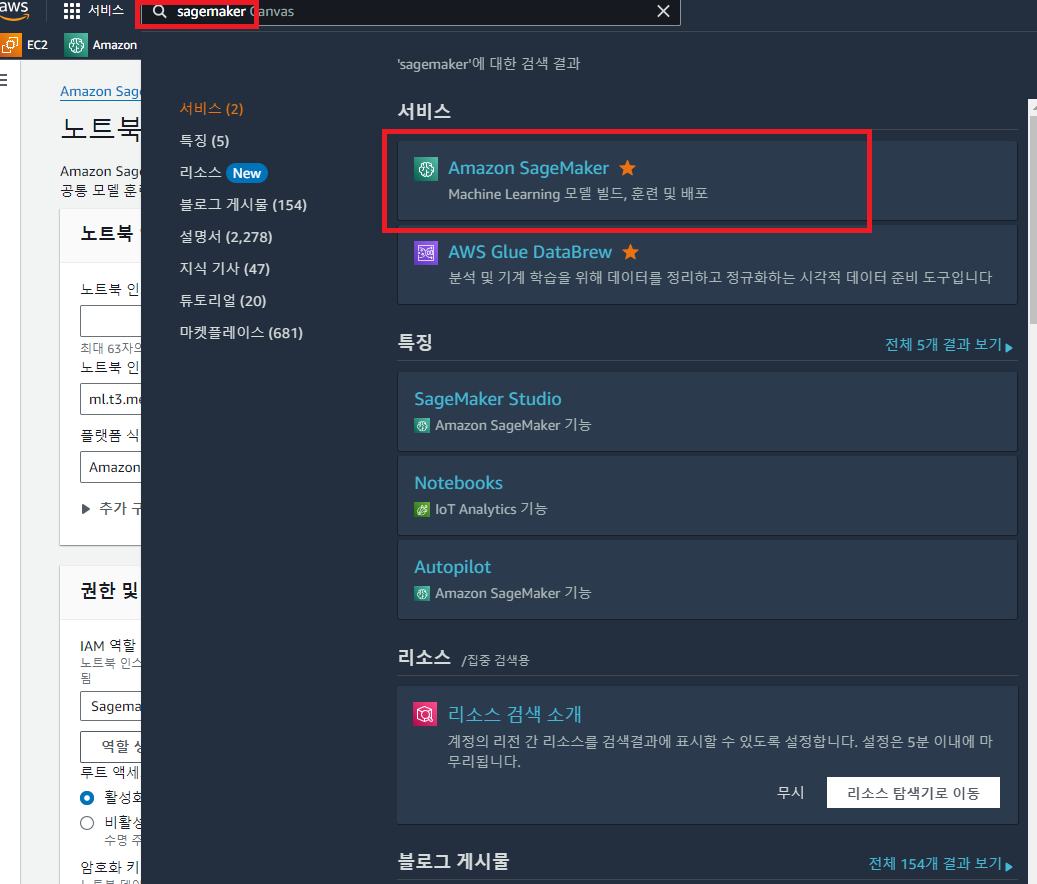 aws
서비스
sagemaker Canvas
EC2
Amazon
'sagemaker'에 대한 검색 결과
서비스 (2)
특징 (5)
리소스 New
블로그 게시물 (154)
설명서 (2,278)
지식 기사 (47)
튜토리얼 (20)
마켓플레이스 (681)
서비스
Amazon SageMaker
Machine Learning 모델 빌드, 훈련 및 배포
AWS Glue DataBrew
분석 및 기계 학습을 위해 데이터를 정리하고 정규화하는 시각적 데이터 준비 도구입니다
특징
전체 5개 결과 보기
SageMaker Studio
Amazon SageMaker 기능
Notebooks
IoT Analytics 기능
Autopilot
Amazon SageMaker 기능
리소스 /집중 검색용
리소스 검색 소개
계정의 리전 간 리소스를 검색결과에 표시할 수 있도록 설정합니다. 설정은 5분 이내에 마
무리됩니다.
무시
리소스 탐색기로 이동
블로그 게시물
전체 154개 결과 보기
Amazon Sag
노트북
Amazon Sage
공통 모델 훈련
노트북
노트북 인
최대 63자의
노트북 인
ml.t3.me
플랫폼 식
Amazon
추가 구
권한 및
IAM 역할
노트북 인스
됨
Sagema
역할 생
루트 액세
활성화
비활성
수명 주
암호화 키
노트북 데이